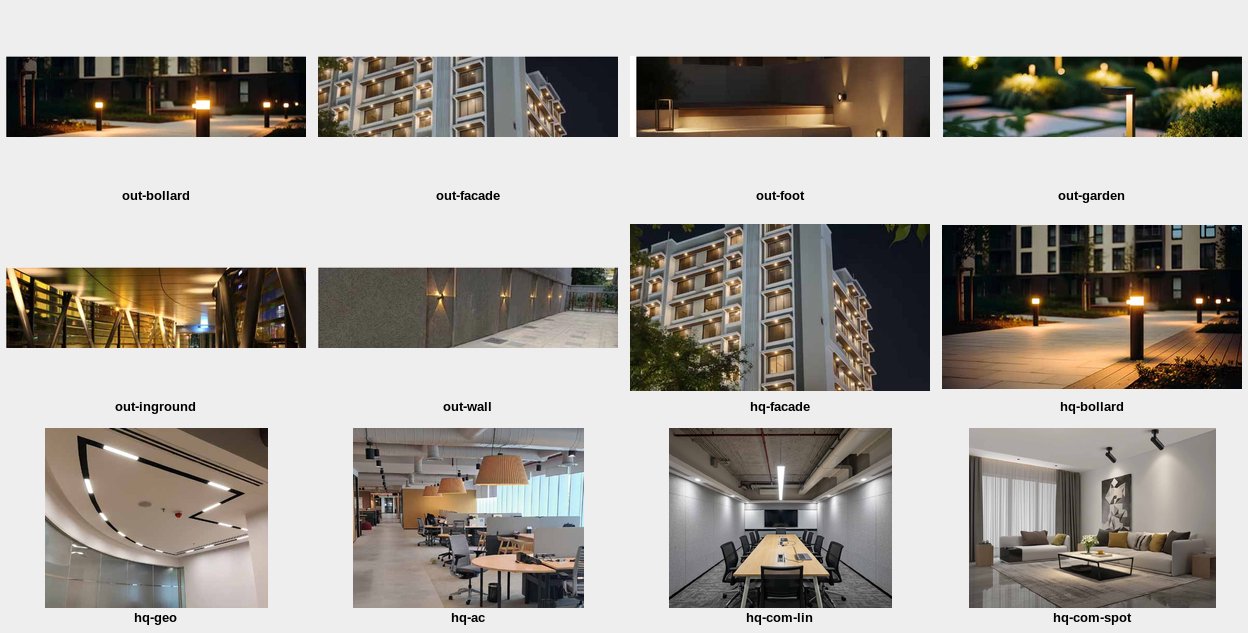 out-bollard
out-facade
out-foot
out-garden
out-inground
out-wall
hq-facade
hq-bollard
hq-geo
hq-ac
hq-com-lin
hq-com-spot